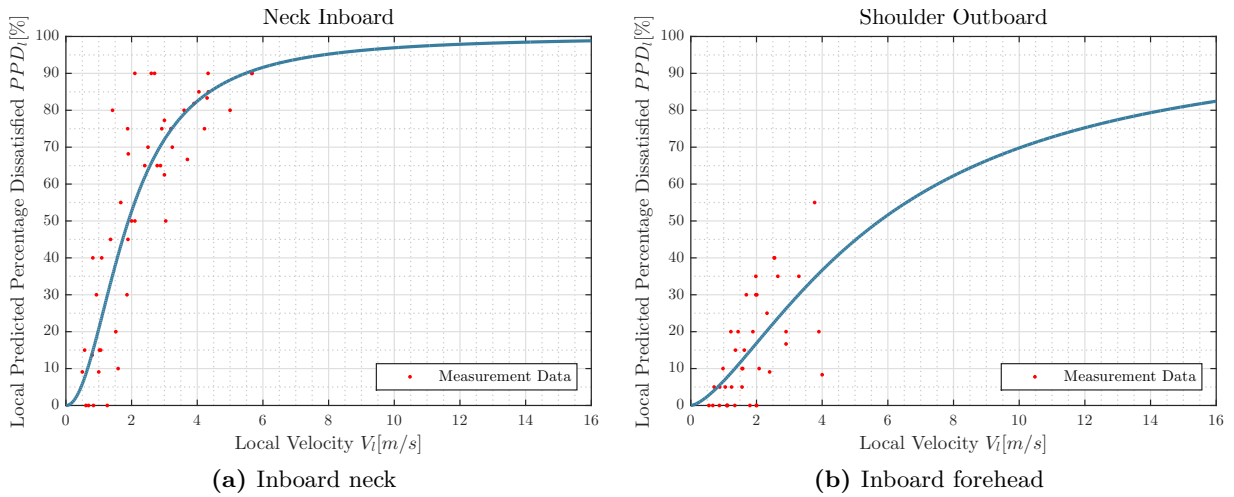 Neck Inboard
Local Predicted Percentage Dissatisfied PPD_l[%]
100
90
80
70
60
50
40
30
20
10
0
0 2 4 6 8 10 12 14 16
Measurement Data
Local Velocity V_l[m/s]
(a) Inboard neck
Shoulder Outboard
Local Predicted Percentage Dissatisfied PPD_l[%]
100
90
80
70
60
50
40
30
20
10
0
0 2 4 6 8 10 12 14 16
Measurement Data
Local Velocity V_l[m/s]
(b) Inboard forehead